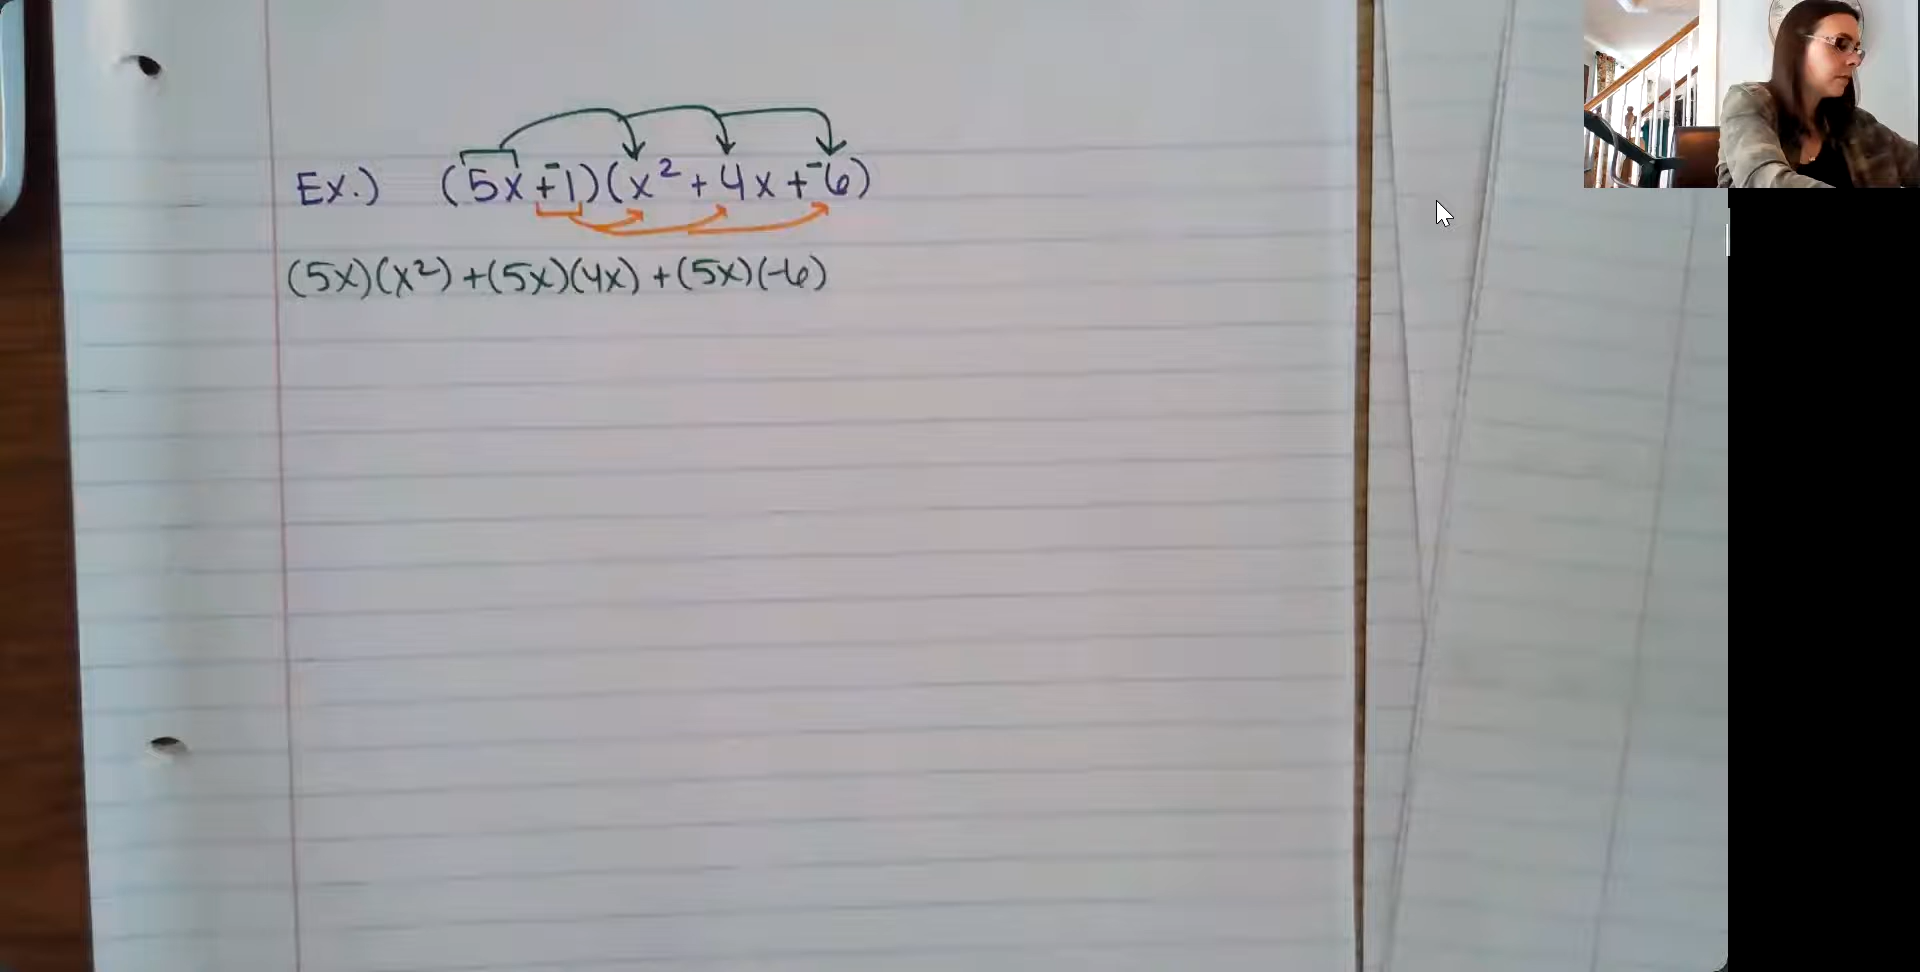 Ex.) (5x + -1)(x² + 4x + -6)
(5x)(x²) + (5x)(4x) + (5x)(-6)